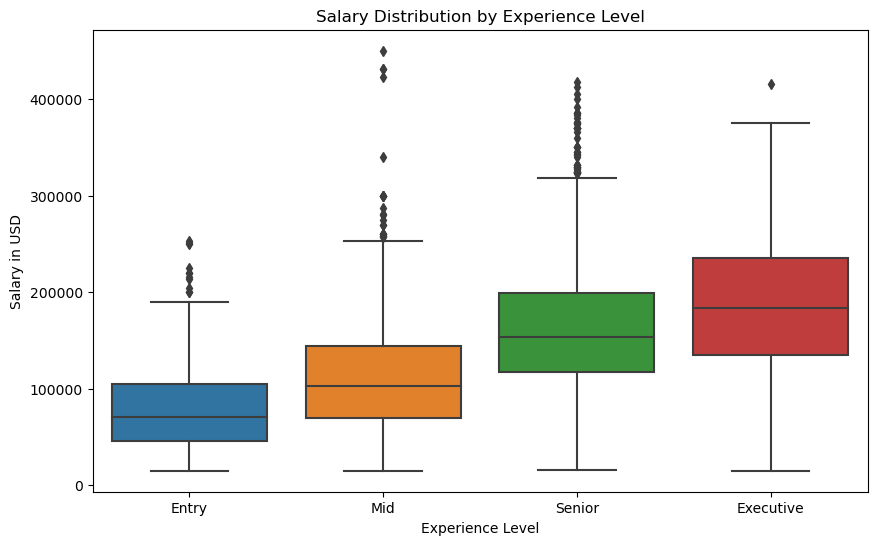 Salary Distribution by Experience Level
400000
300000
200000
100000
0
Salary in USD
Entry Mid Senior Executive
Experience Level